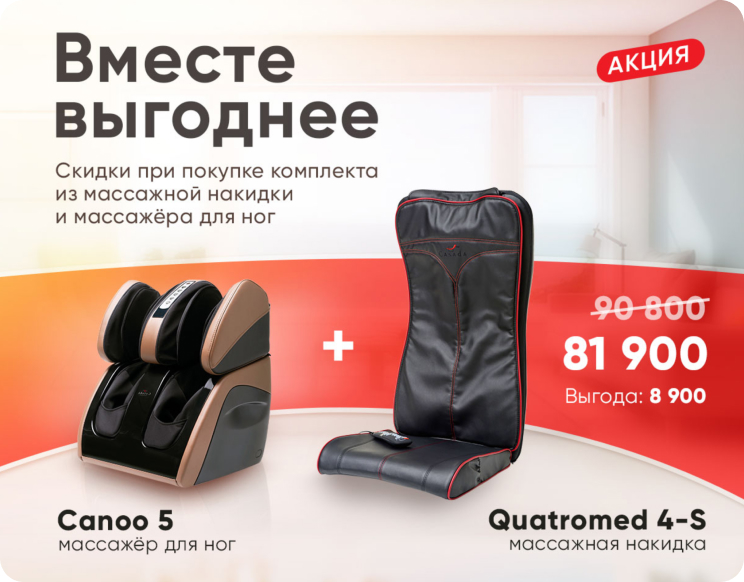 Вместе
выгоднее
АКЦИЯ
Скидки при покупке комплекта
из массажной накидки
и массажёра для ног
90 800
+
81 900
Выгода: 8 900
Canoo 5
массажёр для ног
Quatromed 4-S
массажная накидка